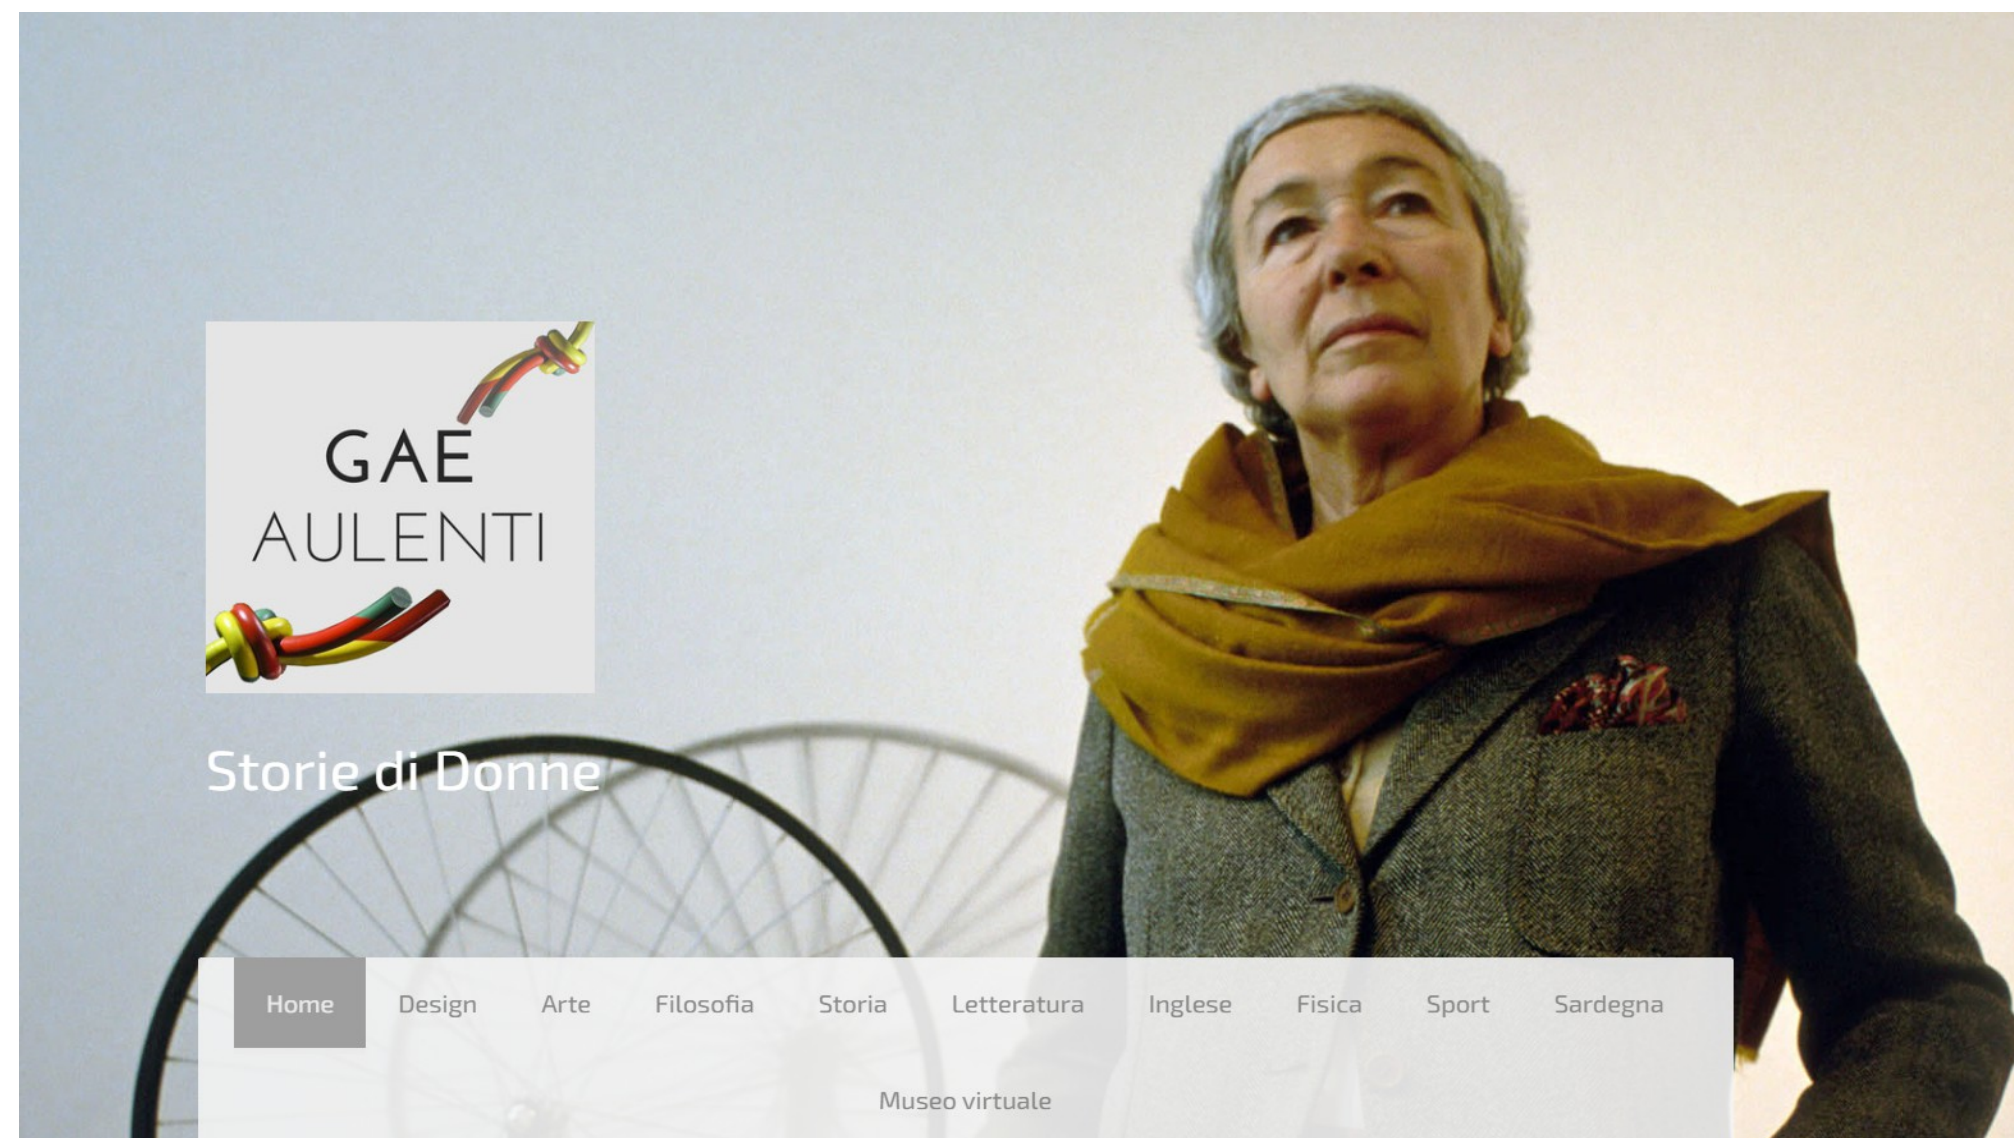 GAE
AULENTI
Storie di Donne
Home Design Arte Filosofia Storia Letteratura Inglese Fisica Sport Sardegna
Museo virtuale